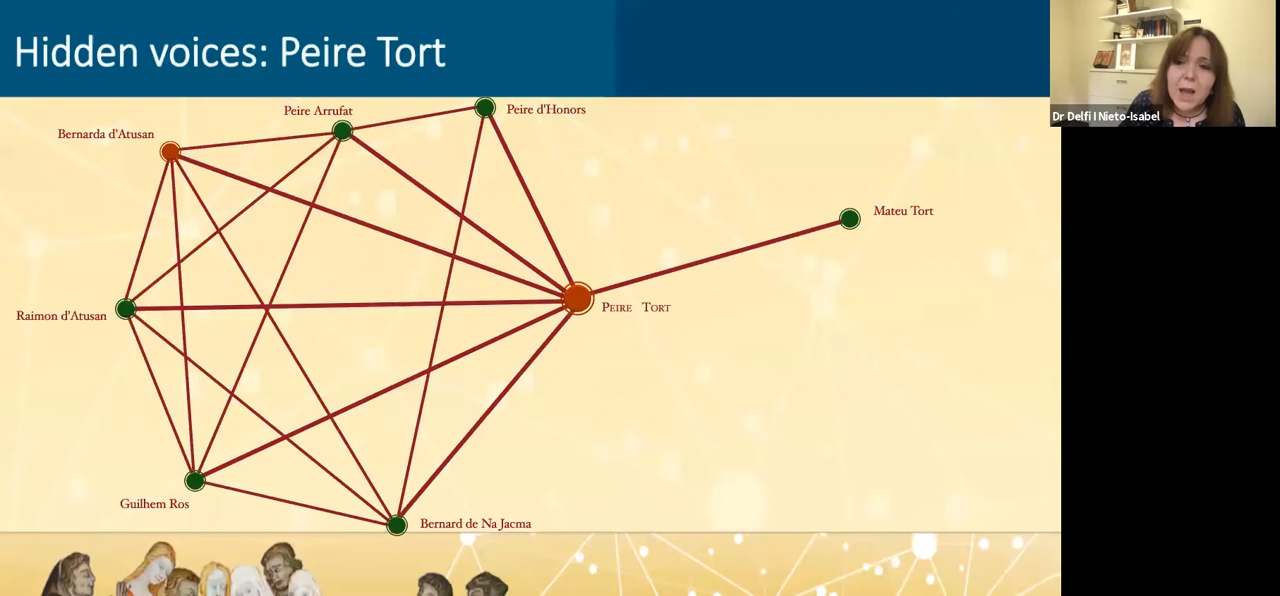 Hidden voices: Peire Tort
Dr Delfi I Nieto-Isabel
Peire Arrufat
Peire d'Honors
Bernarda d'Atusan
Mateu Tort
Raimon d'Atusan
Peire Tort
Guilhem Ros
Bernard de Na Jacma